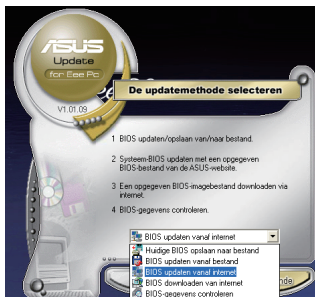 ASUS
Update
for Eee Pc
V1.01.09
De updatemethode selecteren
1 BIOS updaten/opslaan van/naar bestand.
2 Systeem-BIOS updaten met een opgegeven
BIOS-bestand van de ASUS-website.
3 Een opgegeven BIOS-imagebestand downloaden via
internet.
4 BIOS-gegevens controleren.
BIOS updaten vanaf internet
Huidige BIOS opslaan naar bestand
BIOS updaten vanaf bestand
BIOS updaten vanaf internet
BIOS downloaden van internet
BIOS-gegevens controleren